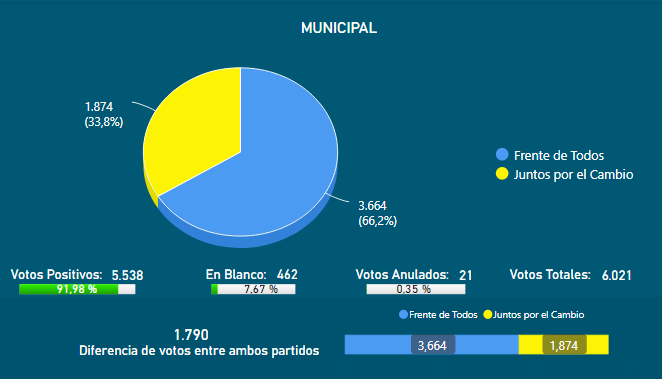 MUNICIPAL
1.874
(33,8%)
Frente de Todos
Juntos por el Cambio
3.664
(66,2%)
Votos Positivos: 5.538
91,98 %
En Blanco: 462
7,67 %
Votos Anulados: 21
0,35 %
Votos Totales: 6.021
Frente de Todos Juntos por el Cambio
1.790
Diferencia de votos entre ambos partidos
3,664 1,874